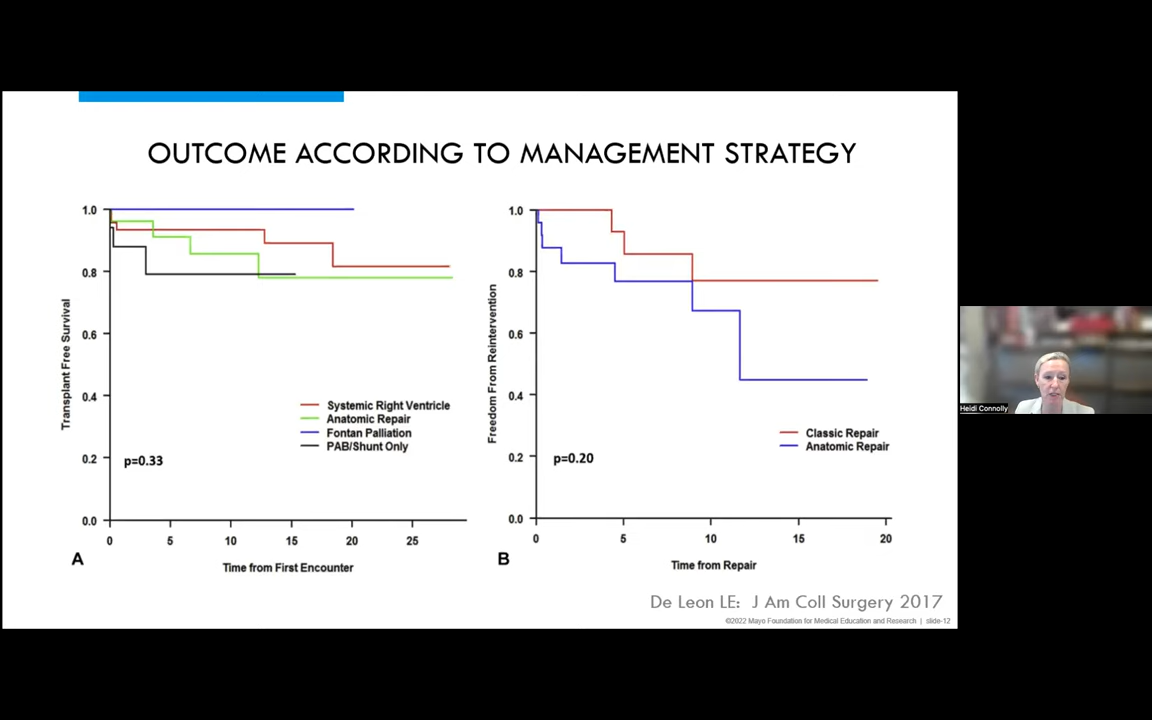 OUTCOME ACCORDING TO MANAGEMENT STRATEGY
1.0
0.8
0.6
0.4
0.2
0.0
Transplant Free Survival
Systemic Right Ventricle
Anatomic Repair
Fontan Palliation
PAB/Shunt Only
p=0.33
0 5 10 15 20 25
A
Time from First Encounter
1.0
0.8
0.6
0.4
0.2
0.0
Freedom From Reintervention
Classic Repair
Anatomic Repair
p=0.20
0 5 10 15 20
B
Time from Repair
De Leon LE: J Am Coll Surgery 2017
©2022 Mayo Foundation for Medical Education and Research | slide-12
Heidi Connolly